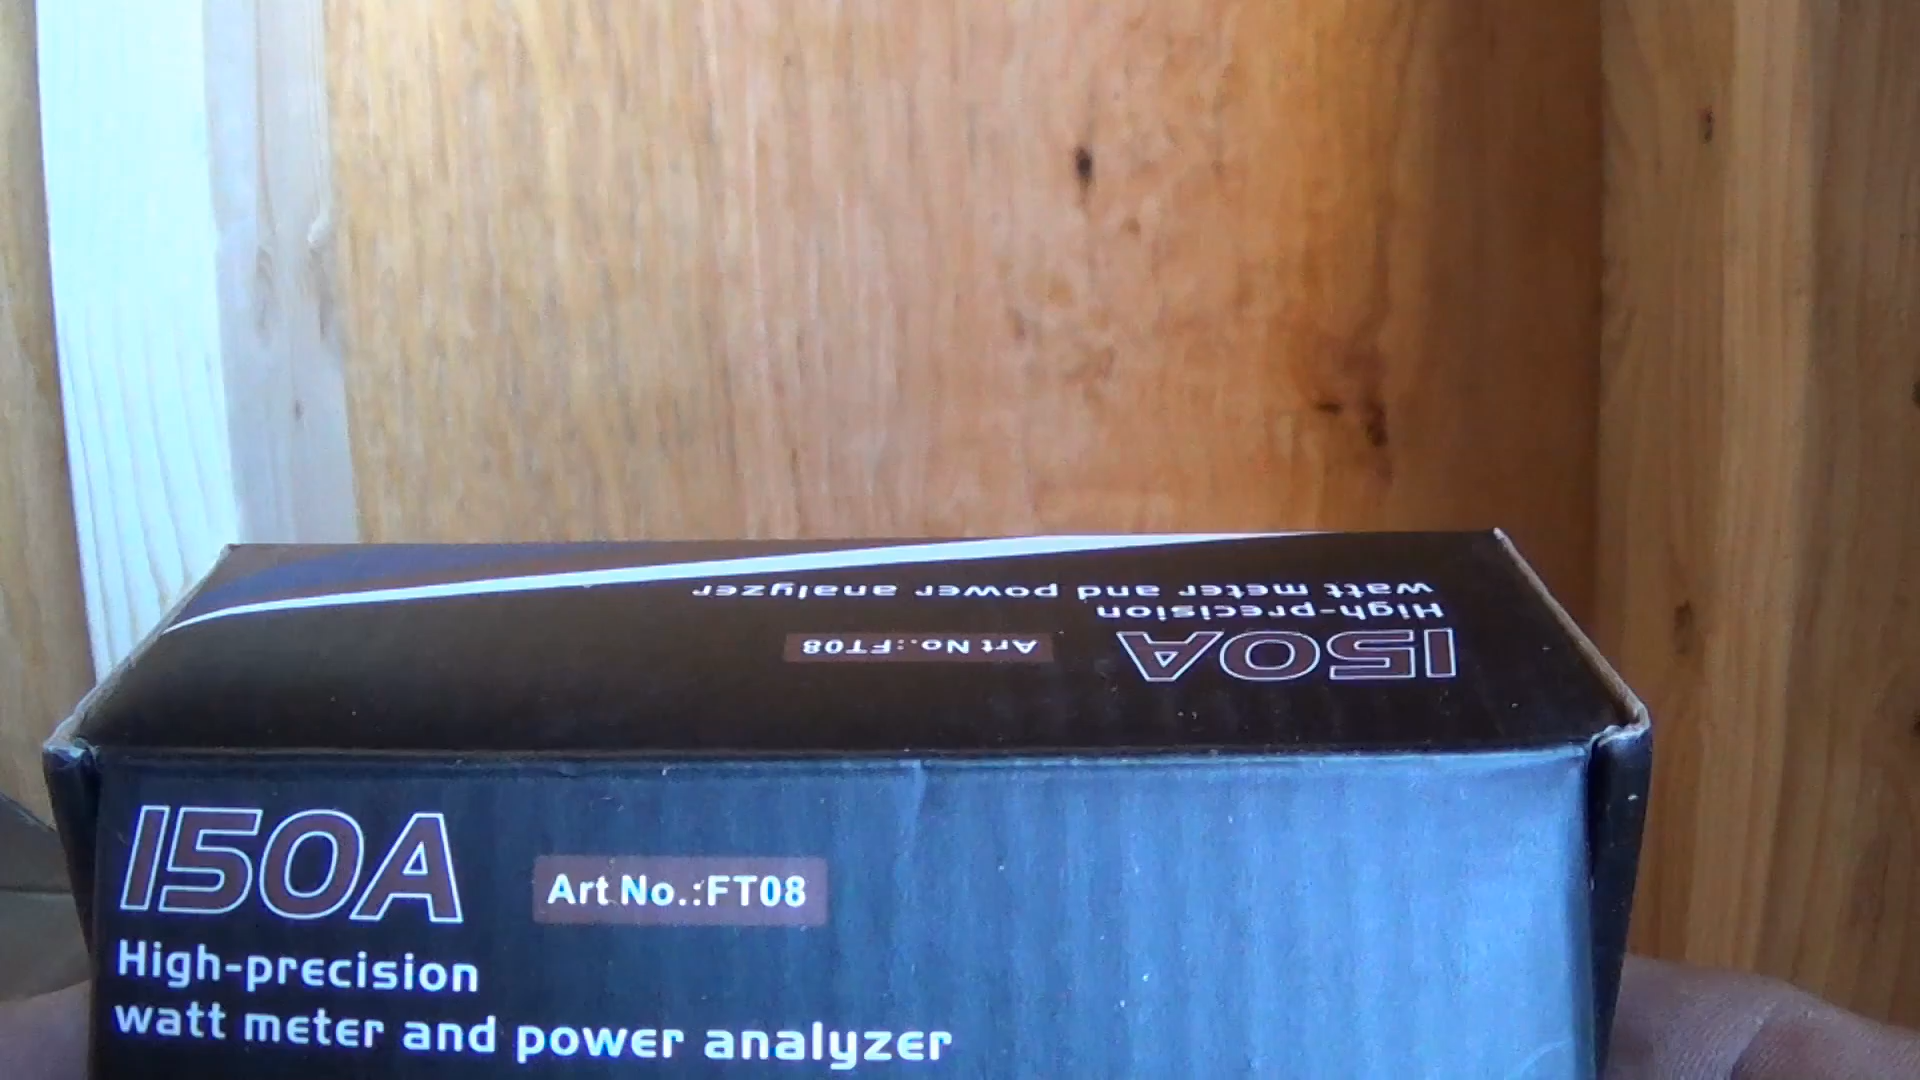 watt meter and power analyzer
High-precision
150A Art No.:FT08
150A Art No.:FT08
High-precision
watt meter and power analyzer